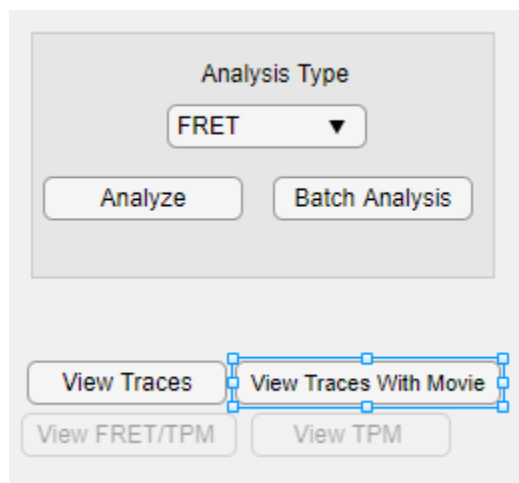 Analysis Type
FRET
Analyze
Batch Analysis
View Traces
View Traces With Movie
View FRET/TPM
View TPM